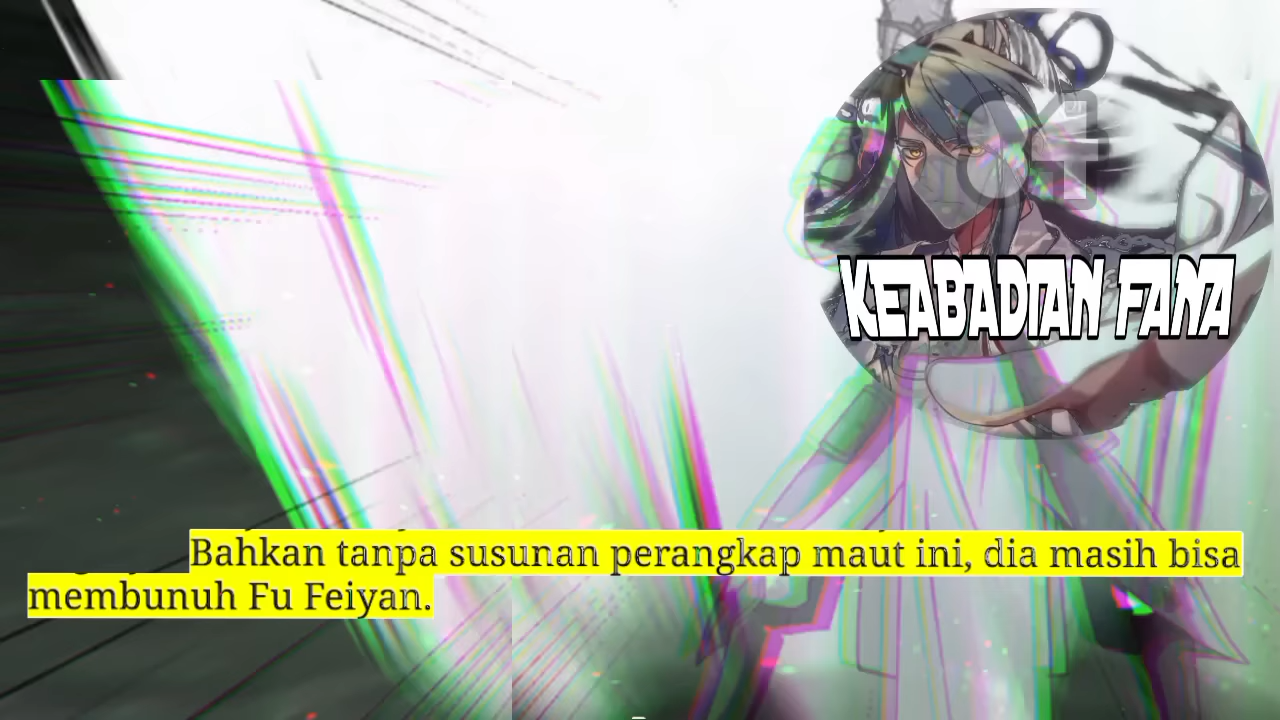 KEABADIAN FANA
Bahkan tanpa susunan perangkap maut ini, dia masih bisa
membunuh Fu Feiyan.